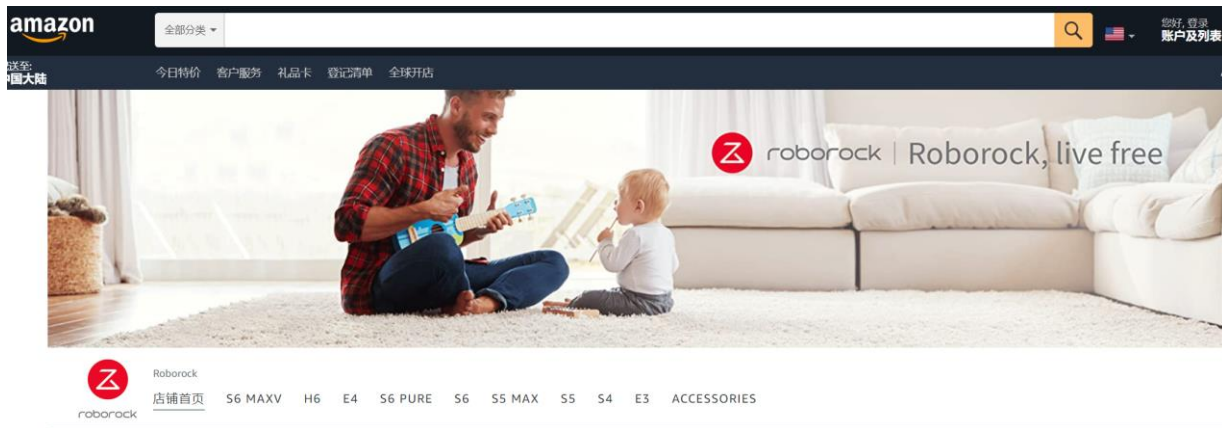 amazon
全部分类
您好, 登录
账户及列表
送至:
中国大陆
今日特价 客户服务 礼品卡 登记清单 全球开店
roborock | Roborock, live free
Roborock
店铺首页 S6 MAXV H6 E4 S6 PURE S6 S5 MAX S5 S4 E3 ACCESSORIES
roborock